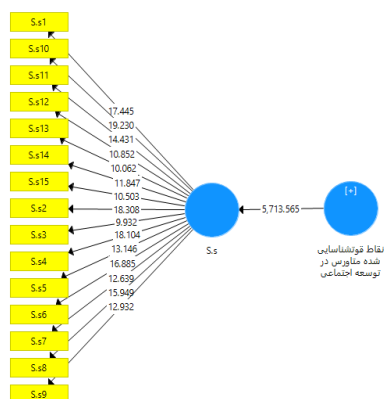 S.s1
S.s10
S.s11
S.s12
S.s13
S.s14
S.s15
S.s2
S.s3
S.s4
S.s5
S.s6
S.s7
S.s8
S.s9
17.445
19.230
14.431
10.852
10.062
11.847
10.503
18.308
9.932
18.104
13.146
16.885
12.639
15.949
12.932
S.s
5,713.565
[+]
نقاط قوتشناسایی
شده متاورس در
توسعه اجتماعی